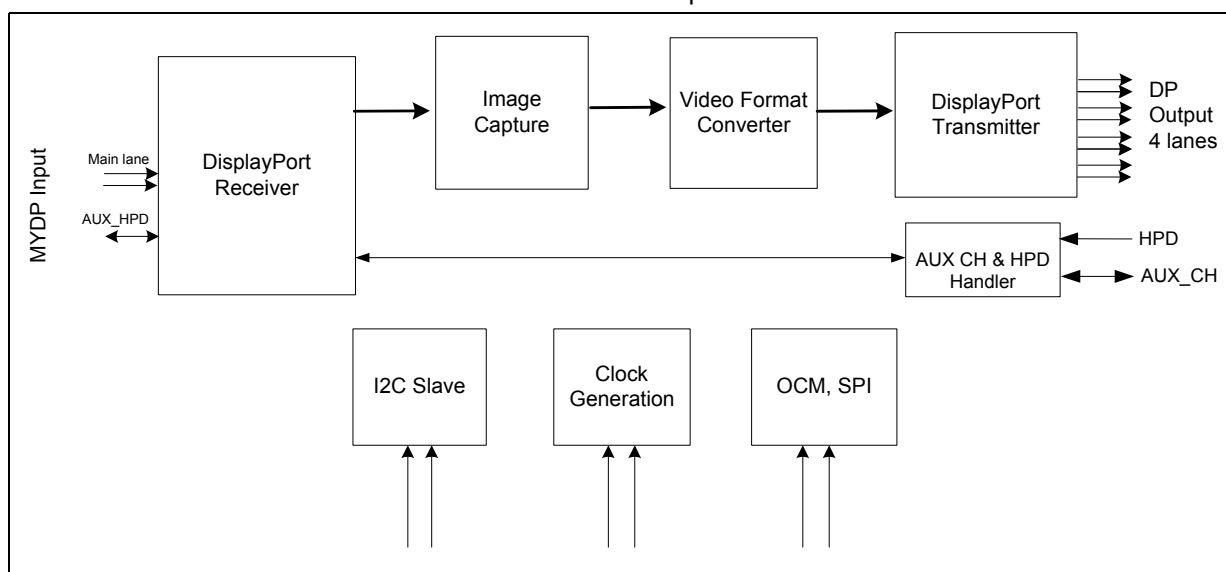 MYDP Input
Main lane
AUX_HPD
DisplayPort
Receiver
Image
Capture
Video Format
Converter
DisplayPort
Transmitter
DP
Output
4 lanes
AUX CH & HPD
Handler
HPD
AUX_CH
I2C Slave
Clock
Generation
OCM, SPI